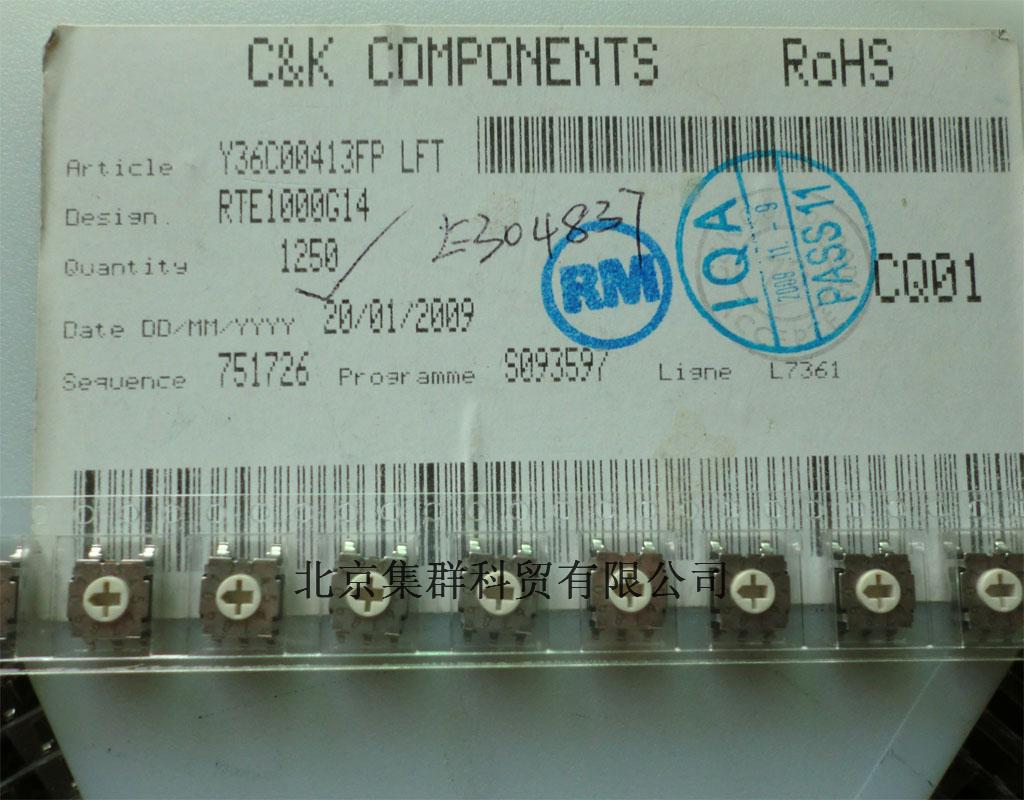 C&K COMPONENTS RoHS
Article Y36C00413FP LFT
Design. RTE1000G14
Quantity 1250
E304837
RM
IQA
2009 11 -9
PASS 11
CQ01
Date DD/MM/YYYY 20/01/2009
Sequence 751726 Programme S093597 Ligne L7361
北京集群科贸有限公司